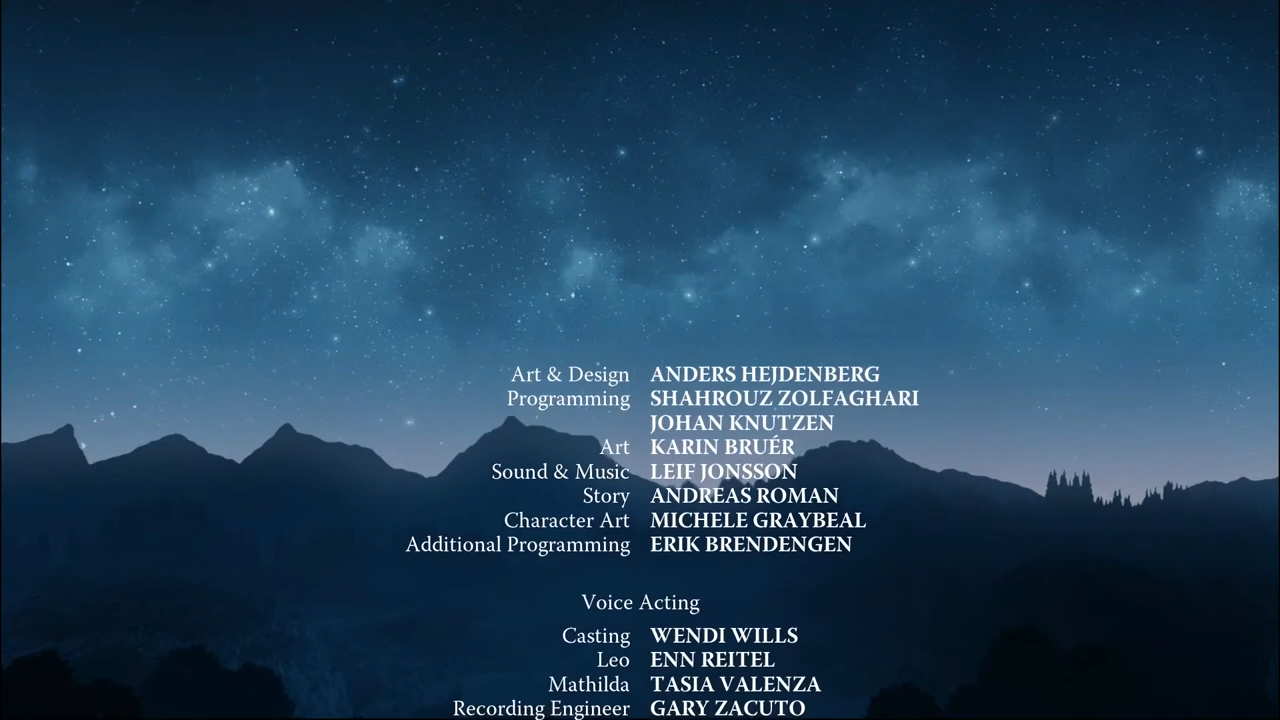 Art & Design ANDERS HEJDENBERG
Programming SHAHROUZ ZOLFAGHARI
JOHAN KNUTZEN
Art KARIN BRUÉR
Sound & Music LEIF JONSSON
Story ANDREAS ROMAN
Character Art MICHELE GRAYBEAL
Additional Programming ERIK BRENDENGEN
Voice Acting
Casting WENDI WILLS
Leo ENN REITEL
Mathilda TASIA VALENZA
Recording Engineer GARY ZACUTO